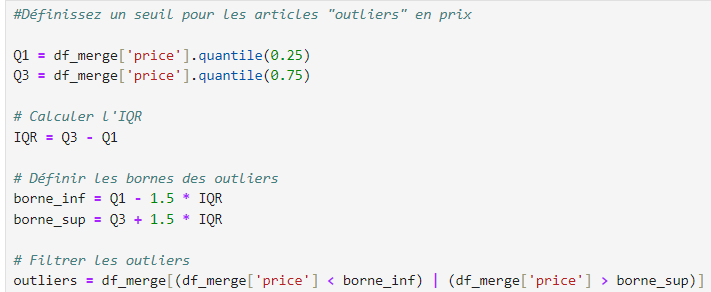 #Définissez un seuil pour les articles "outliers" en prix
Q1 = df_merge['price'].quantile(0.25)
Q3 = df_merge['price'].quantile(0.75)
# Calculer l'IQR
IQR = Q3 - Q1
# Définir les bornes des outliers
borne_inf = Q1 - 1.5 * IQR
borne_sup = Q3 + 1.5 * IQR
# Filtrer les outliers
outliers = df_merge[(df_merge['price'] < borne_inf) | (df_merge['price'] > borne_sup)]